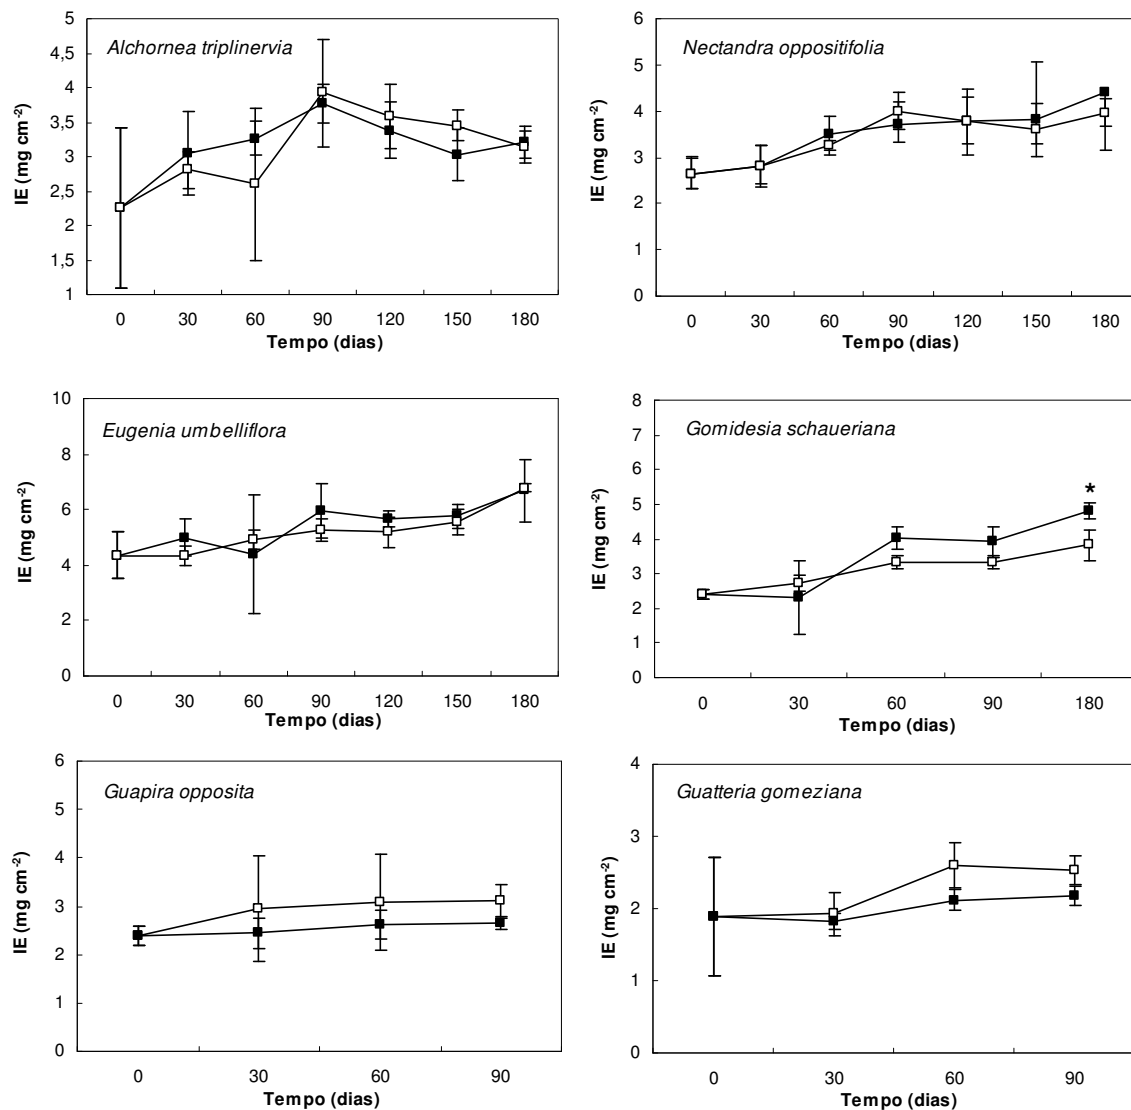 Alchornea triplinervia
IE (mg cm-2)
5
4,5
4
3,5
3
2,5
2
1,5
1
0 30 60 90 120 150 180
Tempo (dias)
Nectandra oppositifolia
IE (mg cm-2)
6
5
4
3
2
1
0
0 30 60 90 120 150 180
Tempo (dias)
Eugenia umbelliflora
IE (mg cm-2)
10
8
6
4
2
0
0 30 60 90 120 150 180
Tempo (dias)
Gomidesia schaueriana
IE (mg cm-2)
8
7
6
5
4
3
2
1
0
*
0 30 60 90 180
Tempo (dias)
Guapira opposita
IE (mg cm-2)
6
5
4
3
2
1
0
0 30 60 90
Tempo (dias)
Guatteria gomeziana
IE (mg cm-2)
4
3
2
1
0
0 30 60 90
Tempo (dias)